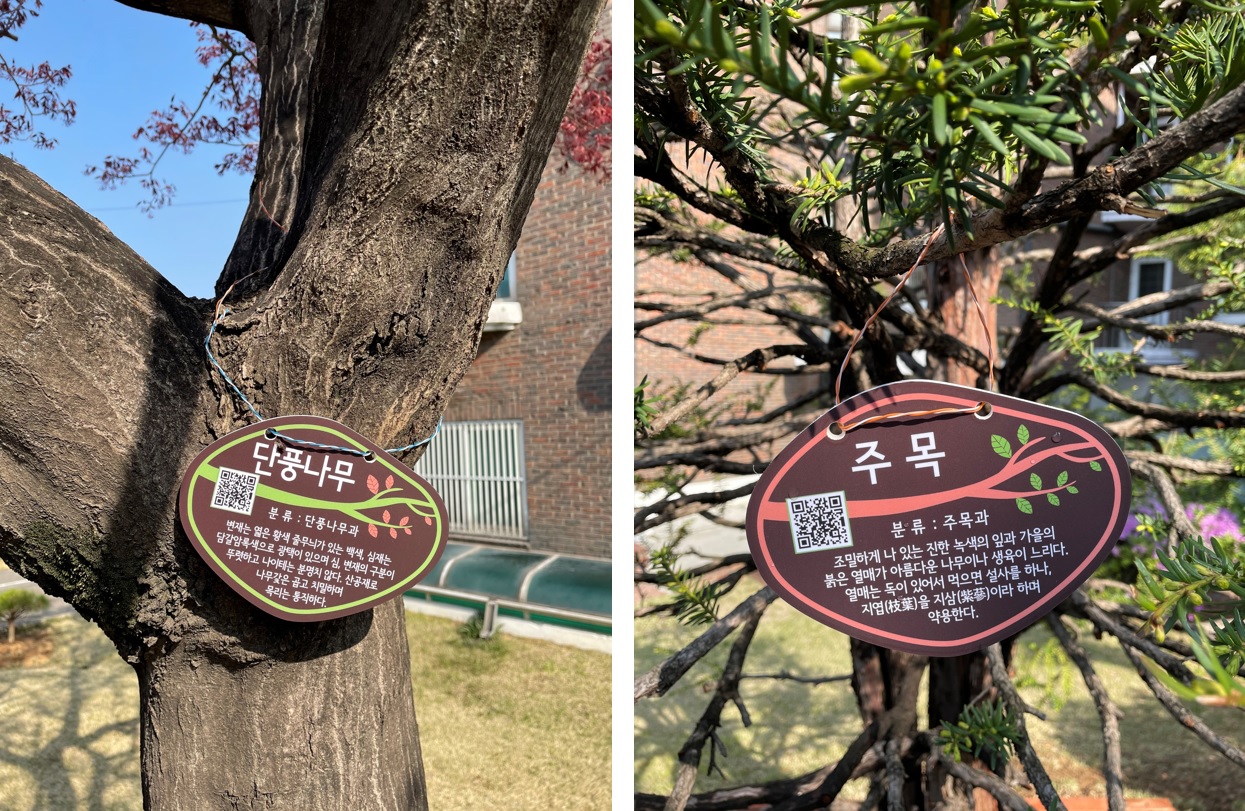 단풍나무
분 류 : 단풍나무과
변재는 엷은 황색 줄무늬가 있는 백색, 심재는
담갈암록색으로 광택이 있으며 심, 변재의 구분이
뚜렷하고 나이테는 분명치 않다. 산공재로
나무갗은 곱고 치밀하며
목리는 통직하다.
주 목
분 류 : 주목과
조밀하게 나 있는 진한 녹색의 잎과 가을의
붉은 열매가 아름다운 나무이나 생육이 느리다.
열매는 독이 있어서 먹으면 설사를 하나,
지엽(枝葉)을 지삼(紫蔘)이라 하며
약용한다.